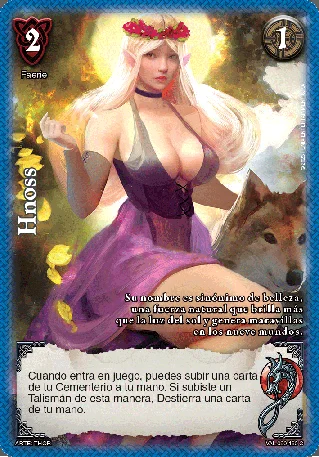 2
1
Faerie
Hnoss
Su nombre es sinónimo de belleza,
una fuerza natural que brilla más
que la luz del sol y genera maravillas
en los nueve mundos.
Cuando entra en juego, puedes subir una carta
de tu Cementerio a tu mano. Si subiste un
Talismán de esta manera, Destierra una carta
de tu mano.